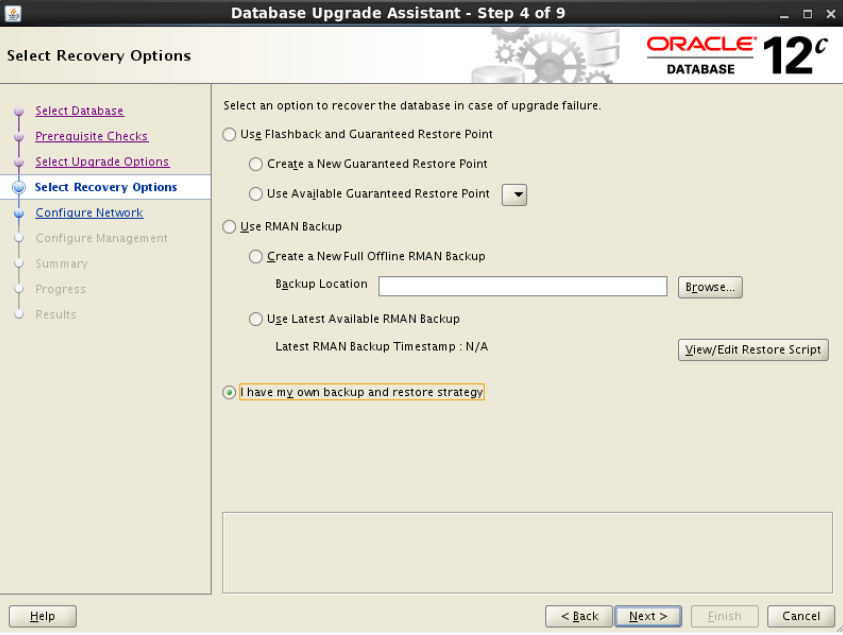 Database Upgrade Assistant - Step 4 of 9
Select Recovery Options
ORACLE
DATABASE
12c
Select Database
Prerequisite Checks
Select Upgrade Options
Select Recovery Options
Configure Network
Configure Management
Summary
Progress
Results
Select an option to recover the database in case of upgrade failure.
Use Flashback and Guaranteed Restore Point
Create a New Guaranteed Restore Point
Use Available Guaranteed Restore Point
Use RMAN Backup
Create a New Full Offline RMAN Backup
Backup Location
Browse...
Use Latest Available RMAN Backup
Latest RMAN Backup Timestamp : N/A
View/Edit Restore Script
I have my own backup and restore strategy
Help
< Back
Next >
Finish
Cancel